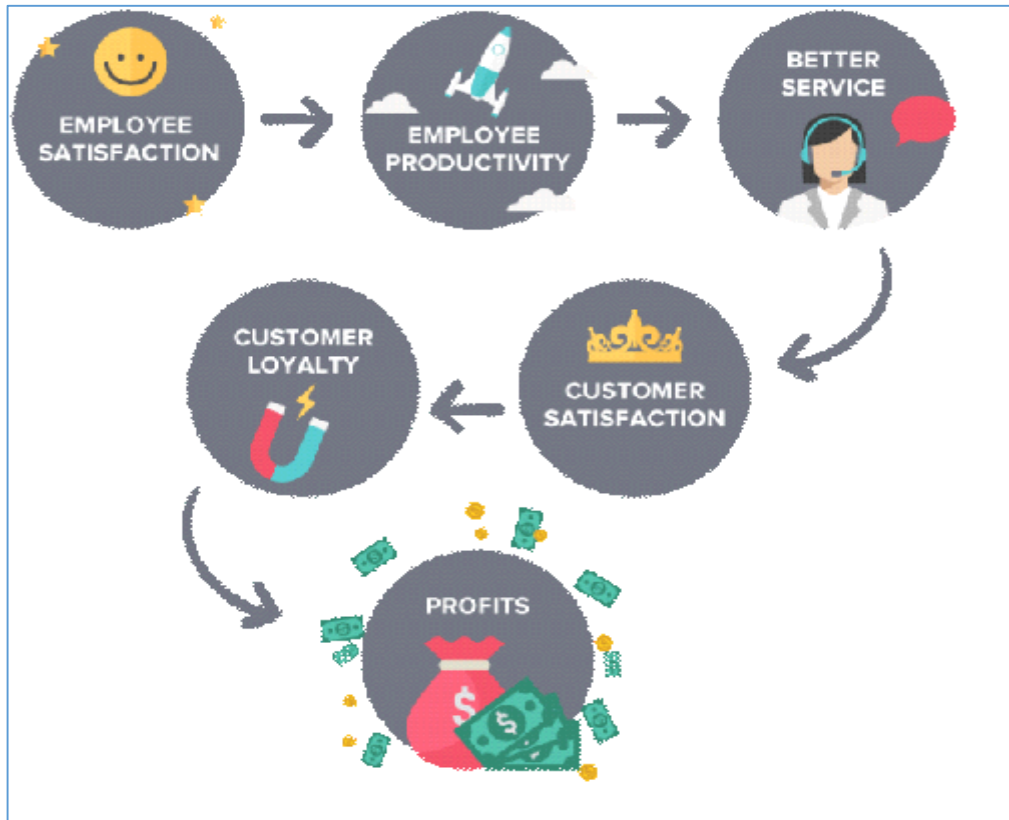 EMPLOYEE
SATISFACTION
EMPLOYEE
PRODUCTIVITY
BETTER
SERVICE
CUSTOMER
SATISFACTION
CUSTOMER
LOYALTY
PROFITS
$
$